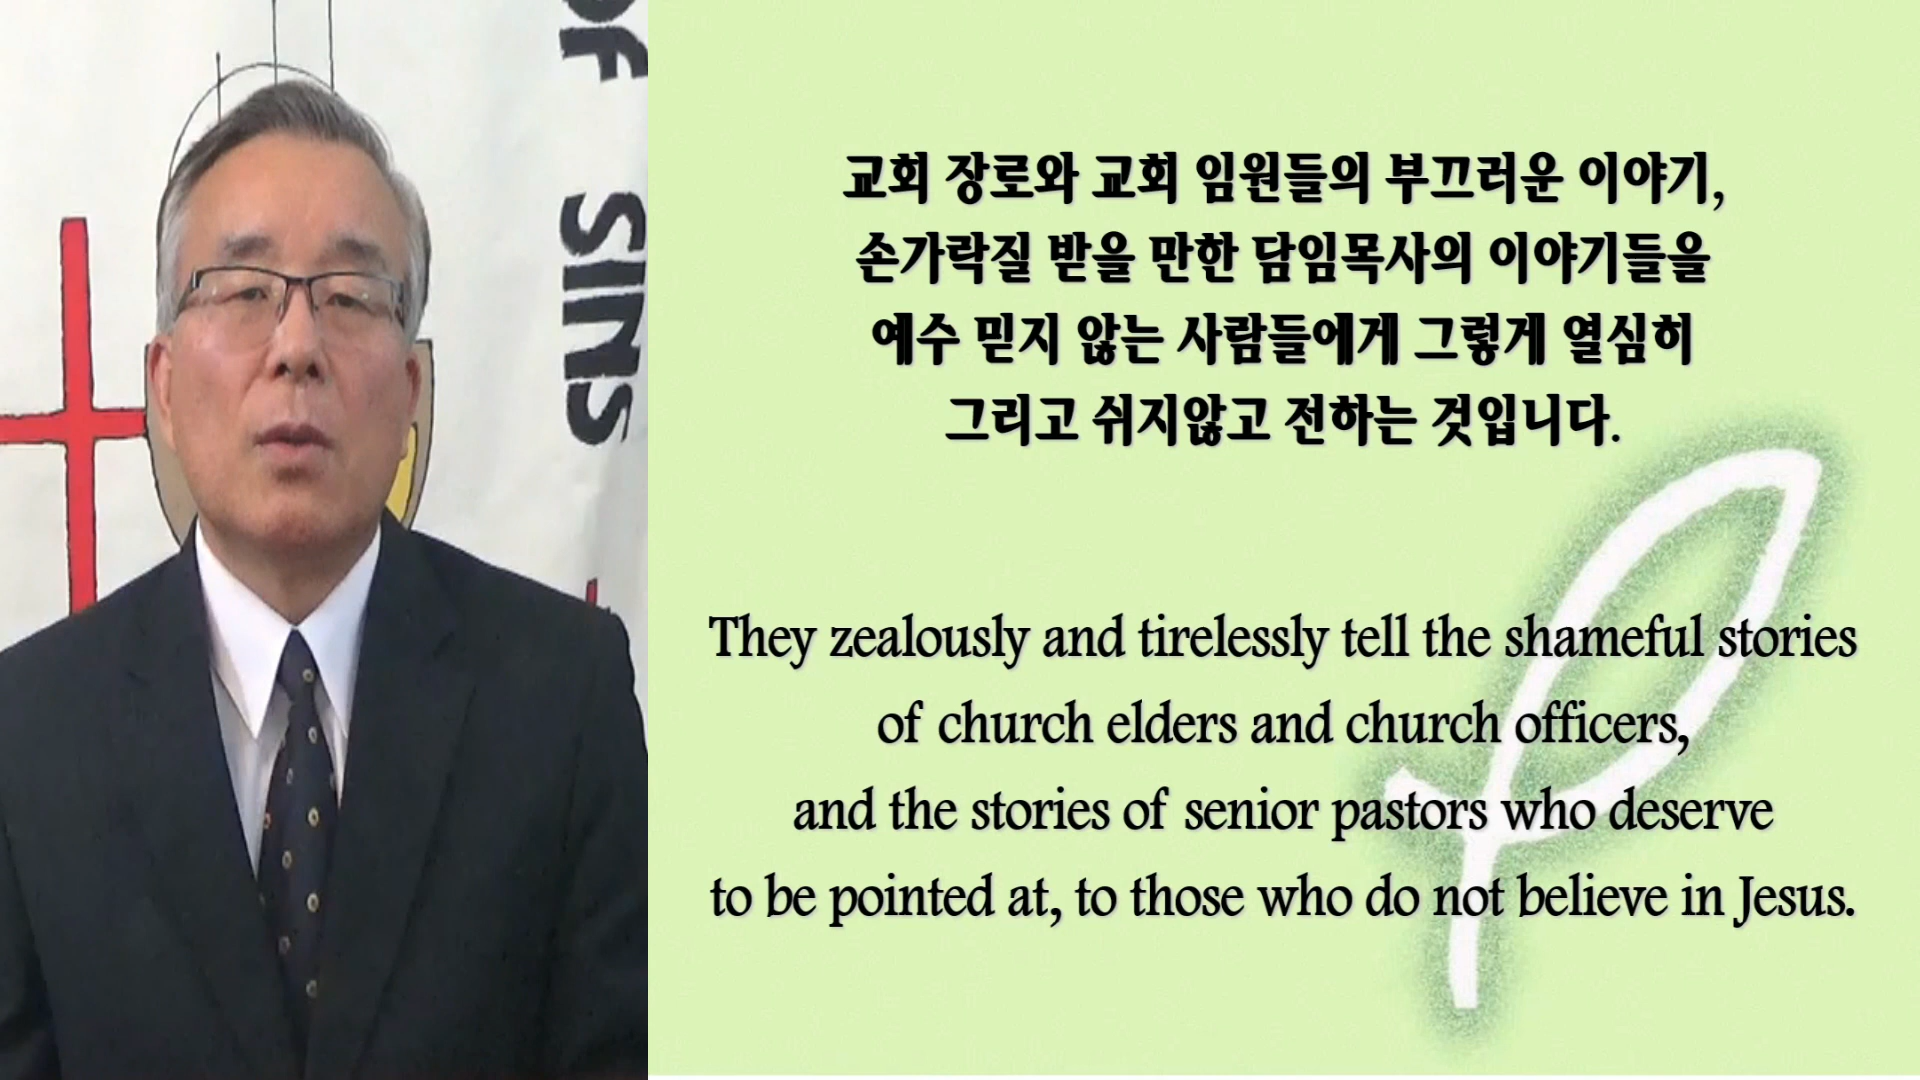 OF SINS
교회 장로와 교회 임원들의 부끄러운 이야기,
손가락질 받을 만한 담임목사의 이야기들을
예수 믿지 않는 사람들에게 그렇게 열심히
그리고 쉬지않고 전하는 것입니다.
They zealously and tirelessly tell the shameful stories
of church elders and church officers,
and the stories of senior pastors who deserve
to be pointed at, to those who do not believe in Jesus.